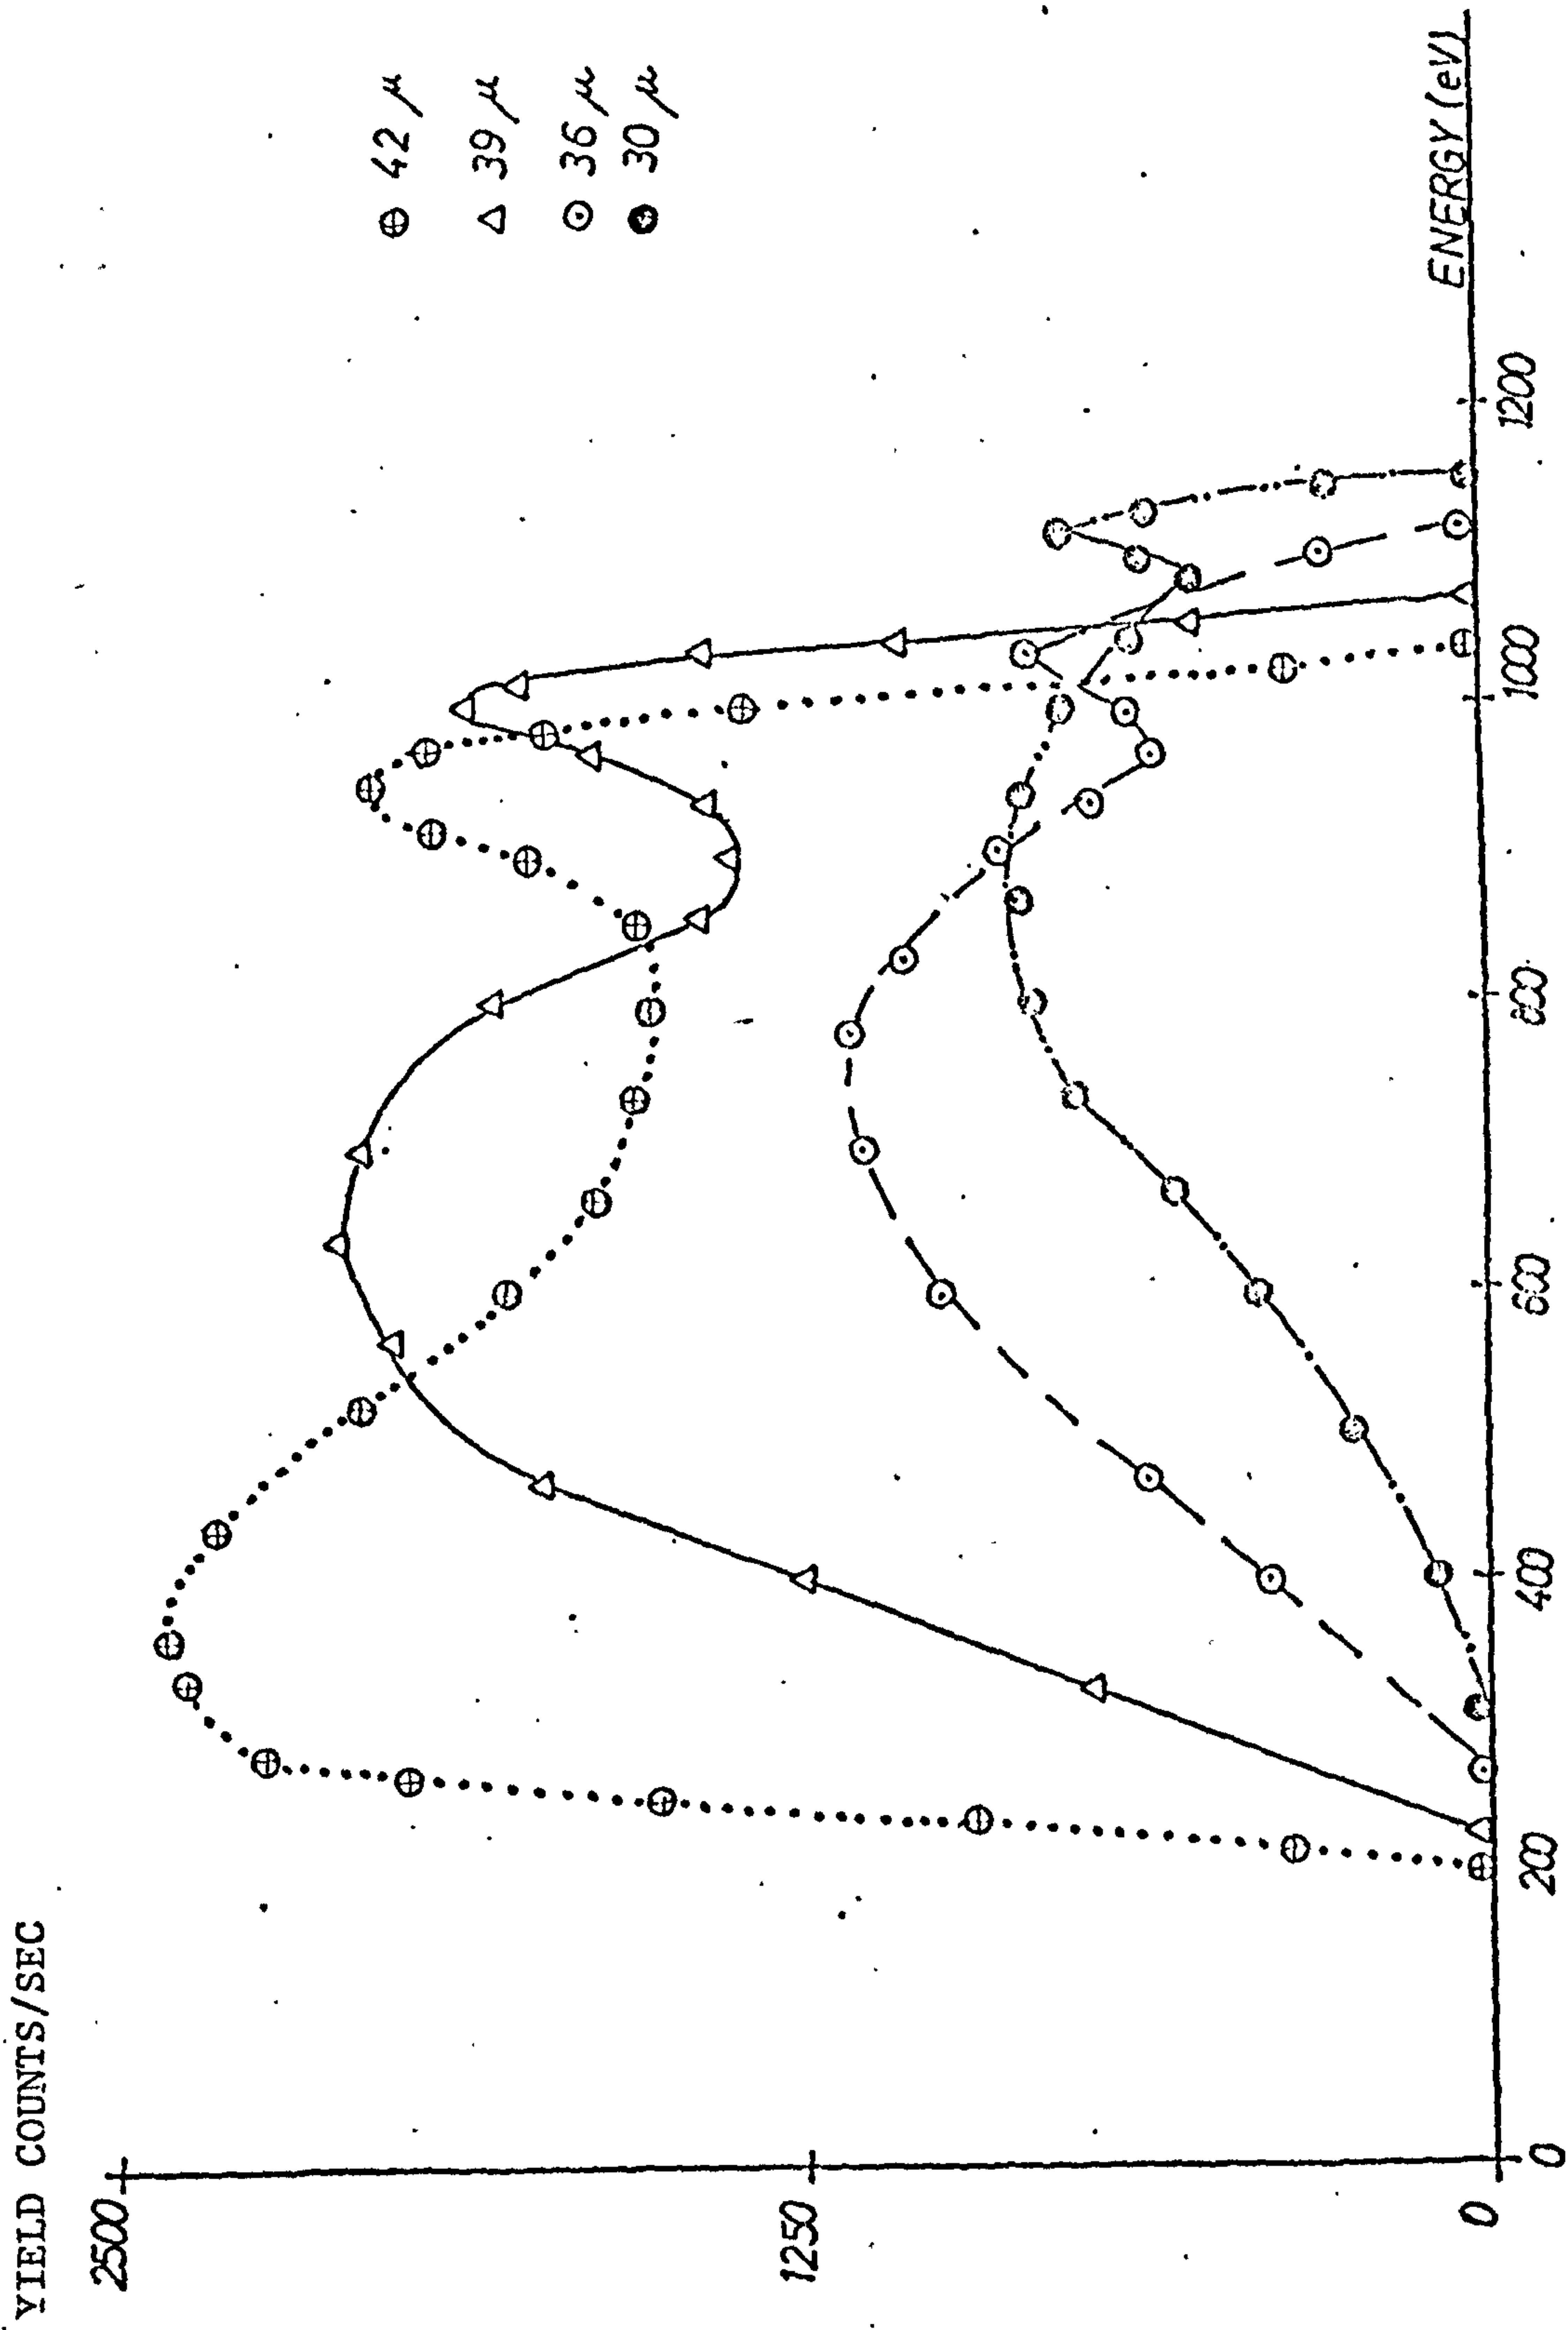 YIELD COUNTS/SEC
2500
1250
0
0
200
400
600
800
1000
1200
ENERGY (eV)
⊕ 42 μ
△ 39 μ
⊙ 36 μ
● 30 μ